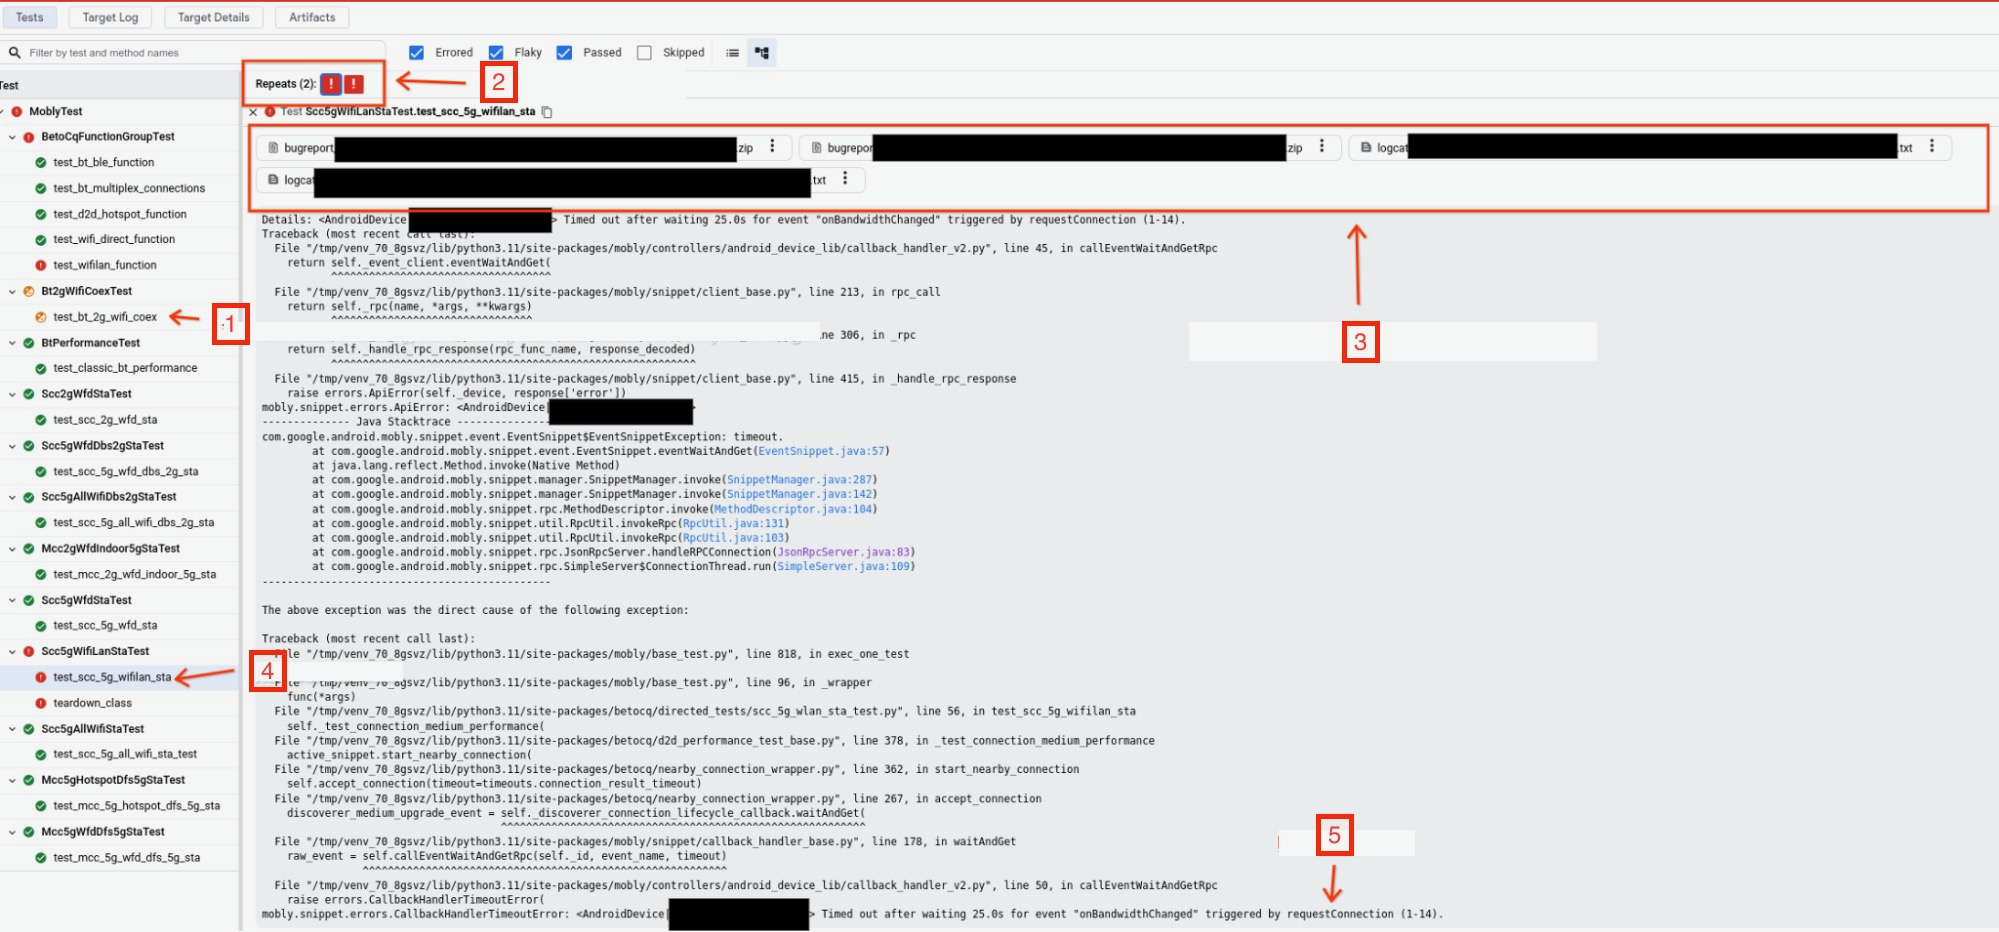 Tests Target Log Target Details Artifacts
Filter by test and method names
Errored Flaky Passed Skipped
Test
MoblyTest
BetoCqFunctionGroupTest
test_bt_ble_function
test_bt_multiplex_connections
test_d2d_hotspot_function
test_wifi_direct_function
test_wifilan_function
Bt2gWifiCoexTest
test_bt_2g_wifi_coex
BtPerformanceTest
test_classic_bt_performance
Scc2gWfdStaTest
test_scc_2g_wfd_sta
Scc5gWfdDbs2gStaTest
test_scc_5g_wfd_dbs_2g_sta
Scc5gAllWifiDbs2gStaTest
test_scc_5g_all_wifi_dbs_2g_sta
Mcc2gWfdIndoor5gStaTest
test_mcc_2g_wfd_indoor_5g_sta
Scc5gWfdStaTest
test_scc_5g_wfd_sta
Scc5gWifiLanStaTest
test_scc_5g_wifilan_sta
teardown_class
Scc5gAllWifiStaTest
test_scc_5g_all_wifi_sta_test
Mcc5gHotspotDfs5gStaTest
test_mcc_5g_hotspot_dfs_5g_sta
Mcc5gWfdDfs5gStaTest
test_mcc_5g_wfd_dfs_5g_sta
1
Repeats (2): ! !
2
Test Scc5gWifiLanStaTest.test_scc_5g_wifilan_sta
bugreport .zip bugrepor .zip logcat .txt
logcat .txt
Details: <AndroidDevice > Timed out after waiting 25.0s for event "onBandwidthChanged" triggered by requestConnection (1-14).
Traceback (most recent call last):
File "/tmp/venv_70_8gsvz/lib/python3.11/site-packages/mobly/controllers/android_device_lib/callback_handler_v2.py", line 45, in callEventWaitAndGetRpc
return self._event_client.eventWaitAndGet(
^^^^^^^^^^^^^^^^^^^^^^^^^^^^^^^^^^^
File "/tmp/venv_70_8gsvz/lib/python3.11/site-packages/mobly/snippet/client_base.py", line 213, in rpc_call
return self._rpc(name, *args, **kwargs)
^^^^^^^^^^^^^^^^^^^^^^^^^^^^^^^^
3
ne 306, in _rpc
return self._handle_rpc_response(rpc_func_name, response_decoded)
^^^^^^^^^^^^^^^^^^^^^^^^^^^^^^^^^^^^^^^^^^^^^^^^^^^^^^^^^^
File "/tmp/venv_70_8gsvz/lib/python3.11/site-packages/mobly/snippet/client_base.py", line 415, in _handle_rpc_response
raise errors.ApiError(self._device, response['error'])
mobly.snippet.errors.ApiError: <AndroidDevice|
-------------- Java Stacktrace ---------------
com.google.android.mobly.snippet.event.EventSnippet$EventSnippetException: timeout.
at com.google.android.mobly.snippet.event.EventSnippet.eventWaitAndGet(EventSnippet.java:57)
at java.lang.reflect.Method.invoke(Native Method)
at com.google.android.mobly.snippet.manager.SnippetManager.invoke(SnippetManager.java:287)
at com.google.android.mobly.snippet.manager.SnippetManager.invoke(SnippetManager.java:142)
at com.google.android.mobly.snippet.rpc.MethodDescriptor.invoke(MethodDescriptor.java:104)
at com.google.android.mobly.snippet.util.RpcUtil.invokeRpc(RpcUtil.java:131)
at com.google.android.mobly.snippet.util.RpcUtil.invokeRpc(RpcUtil.java:103)
at com.google.android.mobly.snippet.rpc.JsonRpcServer.handleRPCConnection(JsonRpcServer.java:83)
at com.google.android.mobly.snippet.rpc.SimpleServer$ConnectionThread.run(SimpleServer.java:109)
----------------------------------------------
The above exception was the direct cause of the following exception:
Traceback (most recent call last):
4
le "/tmp/venv_70_8gsvz/lib/python3.11/site-packages/mobly/base_test.py", line 818, in exec_one_test
le "/tmp/venv_70_8gsvz/lib/python3.11/site-packages/mobly/base_test.py", line 96, in _wrapper
func(*args)
File "/tmp/venv_70_8gsvz/lib/python3.11/site-packages/betocq/directed_tests/scc_5g_wlan_sta_test.py", line 56, in test_scc_5g_wifilan_sta
self._test_connection_medium_performance(
File "/tmp/venv_70_8gsvz/lib/python3.11/site-packages/betocq/d2d_performance_test_base.py", line 378, in _test_connection_medium_performance
active_snippet.start_nearby_connection(
File "/tmp/venv_70_8gsvz/lib/python3.11/site-packages/betocq/nearby_connection_wrapper.py", line 362, in start_nearby_connection
self.accept_connection(timeout=timeouts.connection_result_timeout)
File "/tmp/venv_70_8gsvz/lib/python3.11/site-packages/betocq/nearby_connection_wrapper.py", line 267, in accept_connection
discoverer_medium_upgrade_event = self._discoverer_connection_lifecycle_callback.waitAndGet(
^^^^^^^^^^^^^^^^^^^^^^^^^^^^^^^^^^^^^^^^^^^^^^^^^^^^^^^^^^
File "/tmp/venv_70_8gsvz/lib/python3.11/site-packages/mobly/snippet/callback_handler_base.py", line 178, in waitAndGet
raw_event = self.callEventWaitAndGetRpc(self._id, event_name, timeout)
^^^^^^^^^^^^^^^^^^^^^^^^^^^^^^^^^^^^^^^^^^^^^^^^^^^^^^^^^^
5
File "/tmp/venv_70_8gsvz/lib/python3.11/site-packages/mobly/controllers/android_device_lib/callback_handler_v2.py", line 50, in callEventWaitAndGetRpc
raise errors.CallbackHandlerTimeoutError(
mobly.snippet.errors.CallbackHandlerTimeoutError: <AndroidDevice| > Timed out after waiting 25.0s for event "onBandwidthChanged" triggered by requestConnection (1-14).